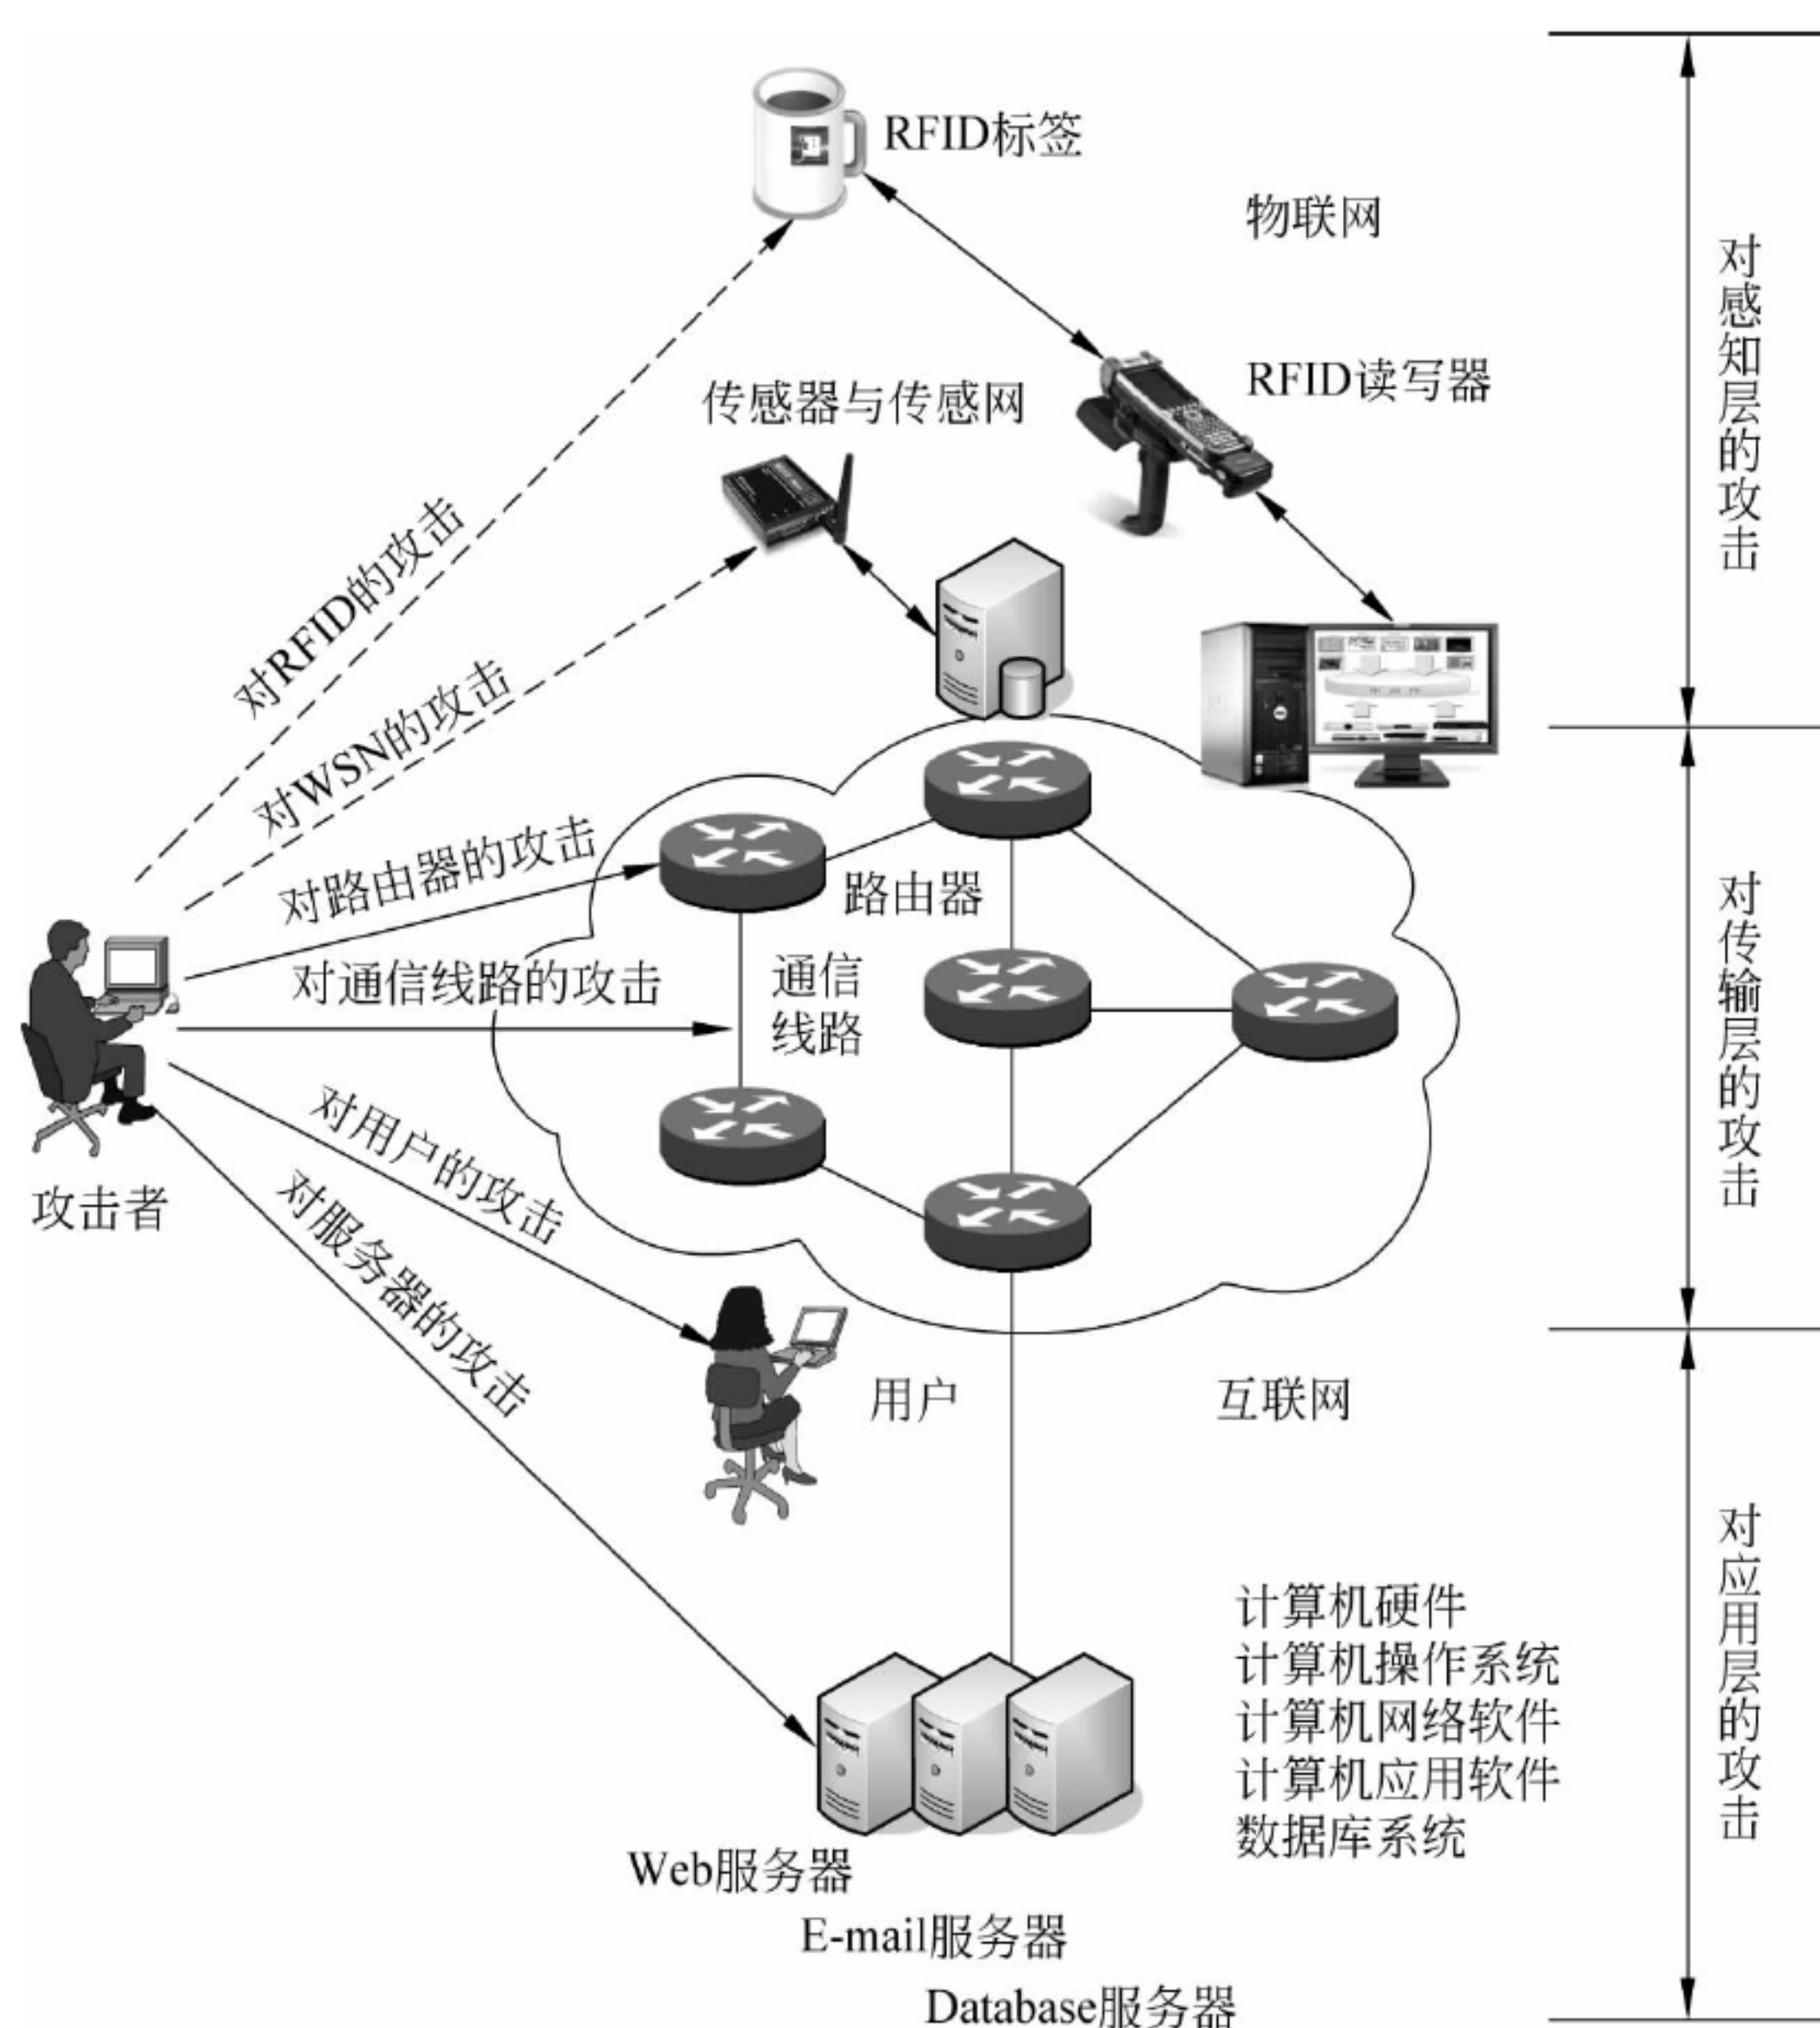 RFID标签
物联网
对感知层的攻击
RFID读写器
传感器与传感网
对RFID的攻击
对WSN的攻击
对路由器的攻击
路由器
对传输层的攻击
对通信线路的攻击
通信
线路
对用户的攻击
攻击者
对服务器的攻击
用户
互联网
对应用层的攻击
计算机硬件
计算机操作系统
计算机网络软件
计算机应用软件
数据库系统
Web服务器
E-mail服务器
Database服务器